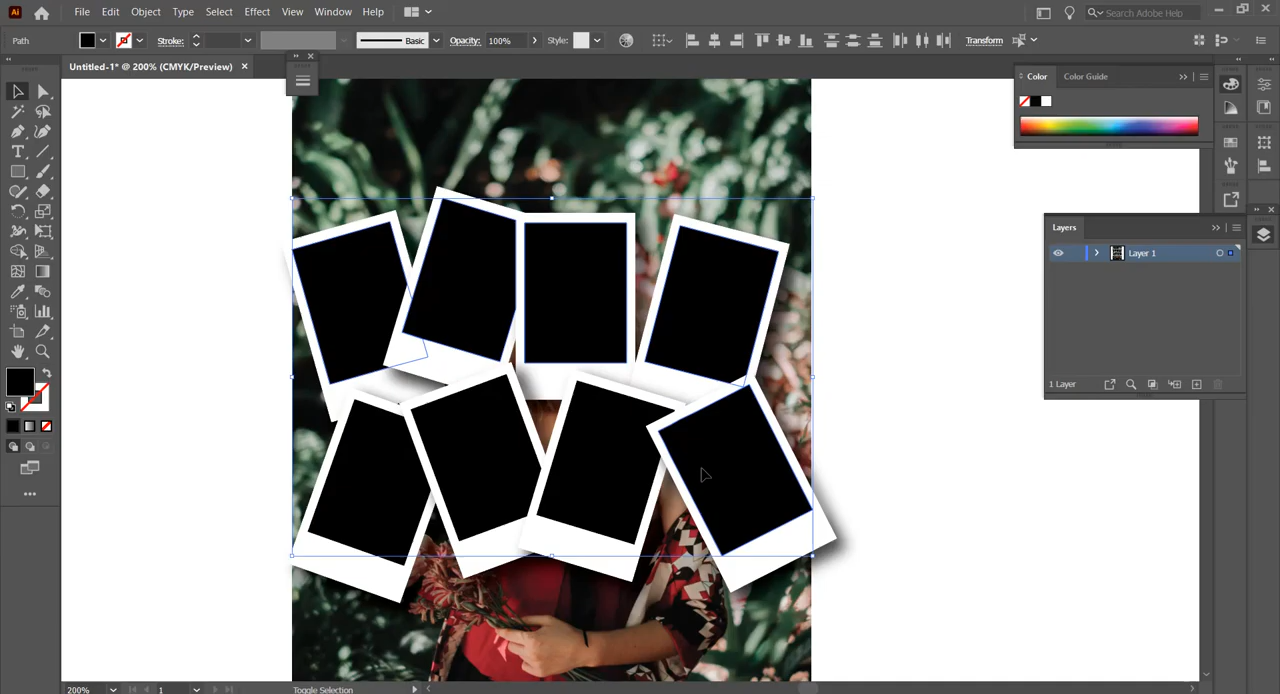 Ai File Edit Object Type Select Effect View Window Help Search Adobe Help
Path Stroke: Basic Opacity: 100% Style: Transform
Untitled-1* @ 200% (CMYK/Preview)
Color Color Guide
Layers
Layer 1
1 Layer
200% 1 Toggle Selection